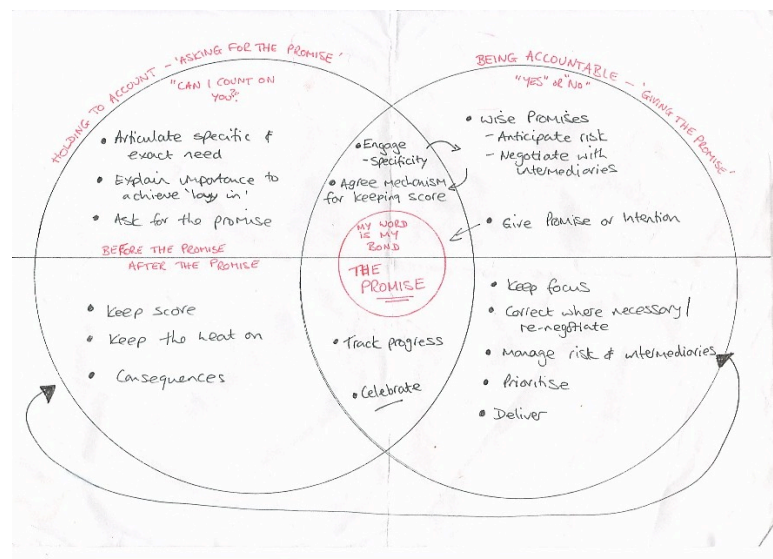 HOLDING TO ACCOUNT - 'ASKING FOR THE PROMISE'
"CAN I COUNT ON
YOU?"
• Articulate specific &
exact need
• Explain importance to
achieve 'buy in'
• Ask for the promise
BEFORE THE PROMISE
AFTER THE PROMISE
• Keep score
• Keep the heat on
• Consequences
• Engage
- Specificity
• Agree mechanism
for keeping score
MY WORD
IS MY
BOND
THE
PROMISE
• Track progress
• Celebrate
BEING ACCOUNTABLE - 'GIVING THE PROMISE'
"YES" or "NO"
• Wise Promises
- Anticipate risk
- Negotiate with
intermediaries
• Give Promise or Intention
• Keep focus
• Correct where necessary/
re-negotiate
• Manage risk & intermediaries
• Prioritise
• Deliver